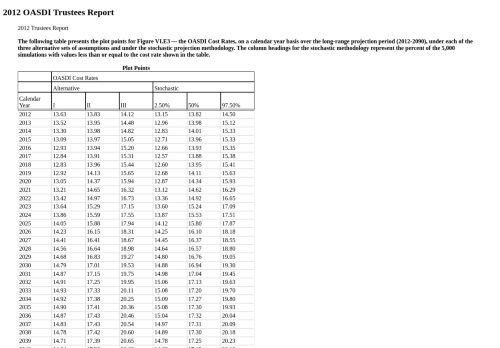 2012 OASDI Trustees Report
2012 Trustees Report
The following table presents the plot points for Figure VI.E3— the OASDI Cost Rates, on a calendar year basis over the long-range projection period (2012-2090), under each of the
three alternative sets of assumptions and under the stochastic projection methodology. The column headings for the stochastic methodology represent the percent of the 5,000
simulations with values less than or equal to the cost rate shown in the table.
Plot Points
OASDI Cost Rates
Alternative Stochastic
Calendar
Year I II III 2.50% 50% 97.50%
2012 13.63 13.83 14.12 13.15 13.82 14.50
2013 13.52 13.95 14.48 12.96 13.98 15.12
2014 13.30 13.98 14.82 12.83 14.01 15.33
2015 13.09 13.97 15.05 12.71 13.96 15.33
2016 12.93 13.94 15.20 12.66 13.93 15.35
2017 12.84 13.91 15.31 12.57 13.88 15.38
2018 12.83 13.96 15.44 12.60 13.95 15.41
2019 12.92 14.13 15.65 12.68 14.11 15.63
2020 13.05 14.37 15.94 12.87 14.34 15.93
2021 13.21 14.65 16.32 13.12 14.62 16.29
2022 13.42 14.97 16.73 13.36 14.92 16.65
2023 13.64 15.29 17.15 13.60 15.24 17.09
2024 13.86 15.59 17.55 13.87 15.53 17.51
2025 14.05 15.88 17.94 14.12 15.80 17.87
2026 14.23 16.15 18.31 14.25 16.10 18.18
2027 14.41 16.41 18.67 14.45 16.37 18.55
2028 14.56 16.64 18.98 14.64 16.57 18.80
2029 14.68 16.83 19.27 14.80 16.76 19.05
2030 14.79 17.01 19.53 14.88 16.94 19.30
2031 14.87 17.15 19.75 14.98 17.04 19.45
2032 14.91 17.25 19.95 15.06 17.13 19.63
2033 14.93 17.33 20.11 15.08 17.20 19.70
2034 14.92 17.38 20.25 15.09 17.27 19.80
2035 14.90 17.41 20.36 15.08 17.30 19.93
2036 14.87 17.43 20.46 15.04 17.32 20.04
2037 14.83 17.43 20.54 14.97 17.31 20.09
2038 14.78 17.42 20.60 14.89 17.30 20.18
2039 14.71 17.39 20.65 14.78 17.25 20.23